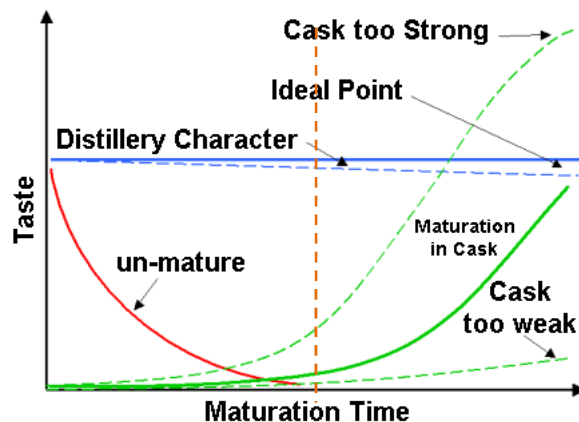 Cask too Strong
Ideal Point
Distillery Character
Taste
Maturation
in Cask
un-mature
Cask
too weak
Maturation Time